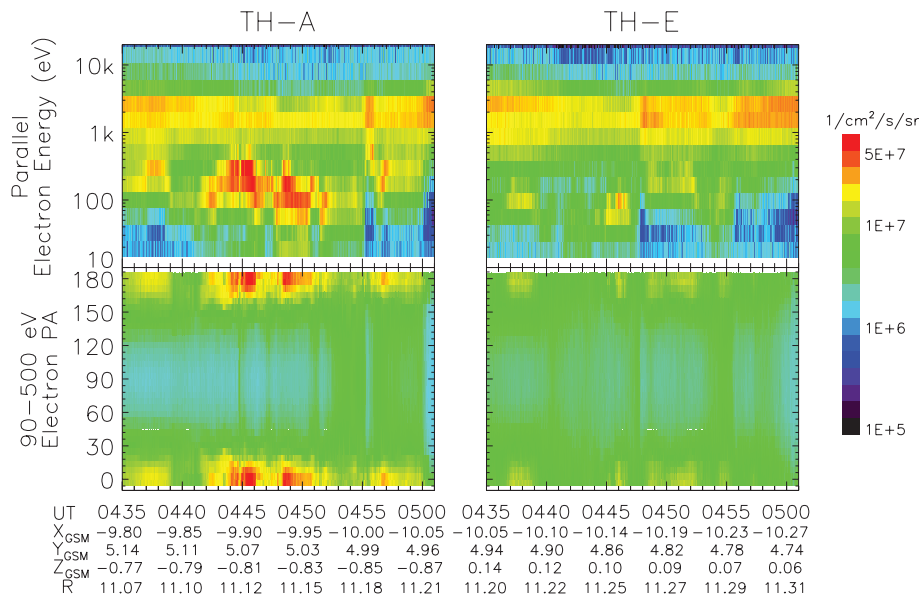 TH−A
TH−E
Parallel
Electron Energy (eV)
10k
1k
100
10
90−500 eV
Electron PA
180
150
120
90
60
30
0
1/cm²/s/sr
5E+7
1E+7
1E+6
1E+5
UT 0435 0440 0445 0450 0455 0500 0435 0440 0445 0450 0455 0500
X_GSM −9.80 −9.85 −9.90 −9.95 −10.00 −10.05 −10.05 −10.10 −10.14 −10.19 −10.23 −10.27
Y_GSM 5.14 5.11 5.07 5.03 4.99 4.96 4.94 4.90 4.86 4.82 4.78 4.74
Z_GSM −0.77 −0.79 −0.81 −0.83 −0.85 −0.87 0.14 0.12 0.10 0.09 0.07 0.06
R 11.07 11.10 11.12 11.15 11.18 11.21 11.20 11.22 11.25 11.27 11.29 11.31